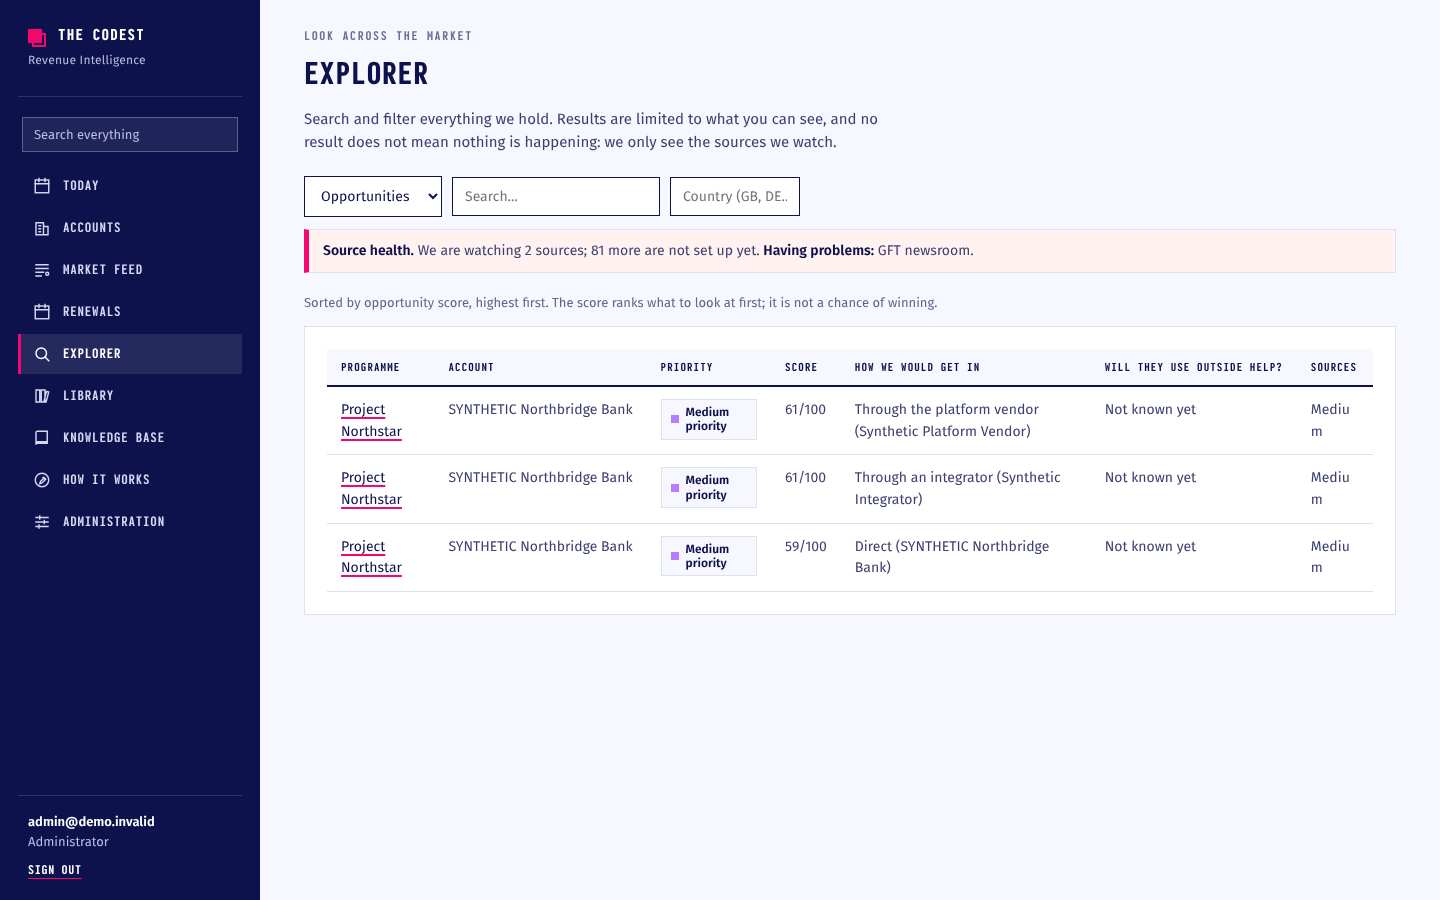 THE CODEST
Revenue Intelligence
Search everything
TODAY
ACCOUNTS
MARKET FEED
RENEWALS
EXPLORER
LIBRARY
KNOWLEDGE BASE
HOW IT WORKS
ADMINISTRATION
admin@demo.invalid
Administrator
SIGN OUT
LOOK ACROSS THE MARKET
EXPLORER
Search and filter everything we hold. Results are limited to what you can see, and no
result does not mean nothing is happening: we only see the sources we watch.
Opportunities Search... Country (GB, DE..
Source health. We are watching 2 sources; 81 more are not set up yet. Having problems: GFT newsroom.
Sorted by opportunity score, highest first. The score ranks what to look at first; it is not a chance of winning.
PROGRAMME ACCOUNT PRIORITY SCORE HOW WE WOULD GET IN WILL THEY USE OUTSIDE HELP? SOURCES
Project SYNTHETIC Northbridge Bank Medium 61/100 Through the platform vendor Not known yet Mediu
Northstar priority (Synthetic Platform Vendor) m
Project SYNTHETIC Northbridge Bank Medium 61/100 Through an integrator (Synthetic Not known yet Mediu
Northstar priority Integrator) m
Project SYNTHETIC Northbridge Bank Medium 59/100 Direct (SYNTHETIC Northbridge Not known yet Mediu
Northstar priority Bank) m